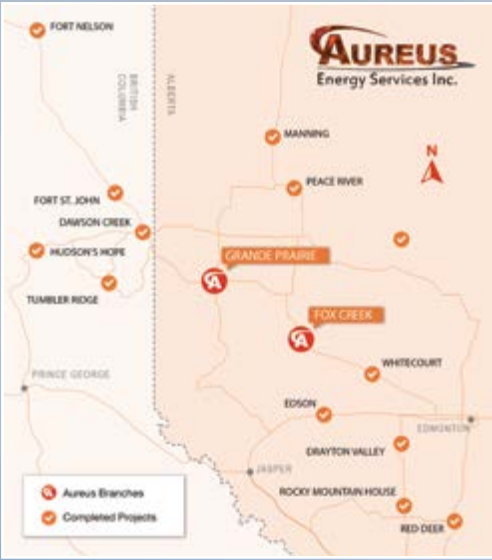 FORT NELSON
AUREUS
Energy Services Inc.
BRITISH
COLUMBIA
ALBERTA
MANNING
N
PEACE RIVER
FORT ST. JOHN
DAWSON CREEK
HUDSON'S HOPE
GRANDE PRAIRIE
TUMBLER RIDGE
FOX CREEK
WHITECOURT
PRINCE GEORGE
EDSON
EDMONTON
DRAYTON VALLEY
JASPER
ROCKY MOUNTAIN HOUSE
RED DEER
Aureus Branches
Completed Projects